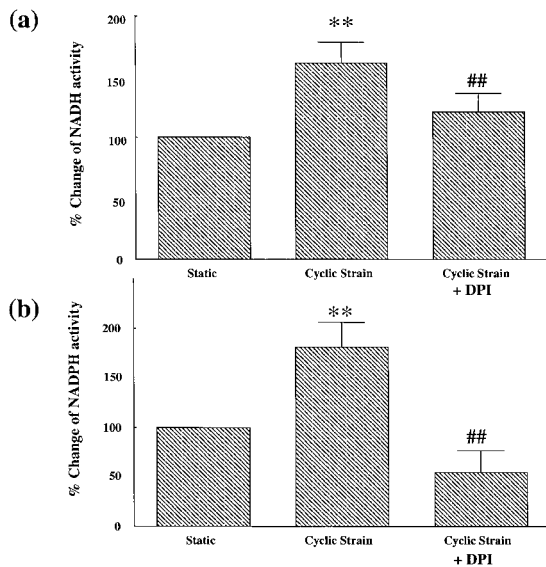 (a)
% Change of NADH activity
200
150
100
50
0
**
##
Static
Cyclic Strain
Cyclic Strain
+ DPI
(b)
% Change of NADPH activity
200
100
100
50
0
**
##
Static
Cyclic Strain
Cyclic Strain
+ DPI